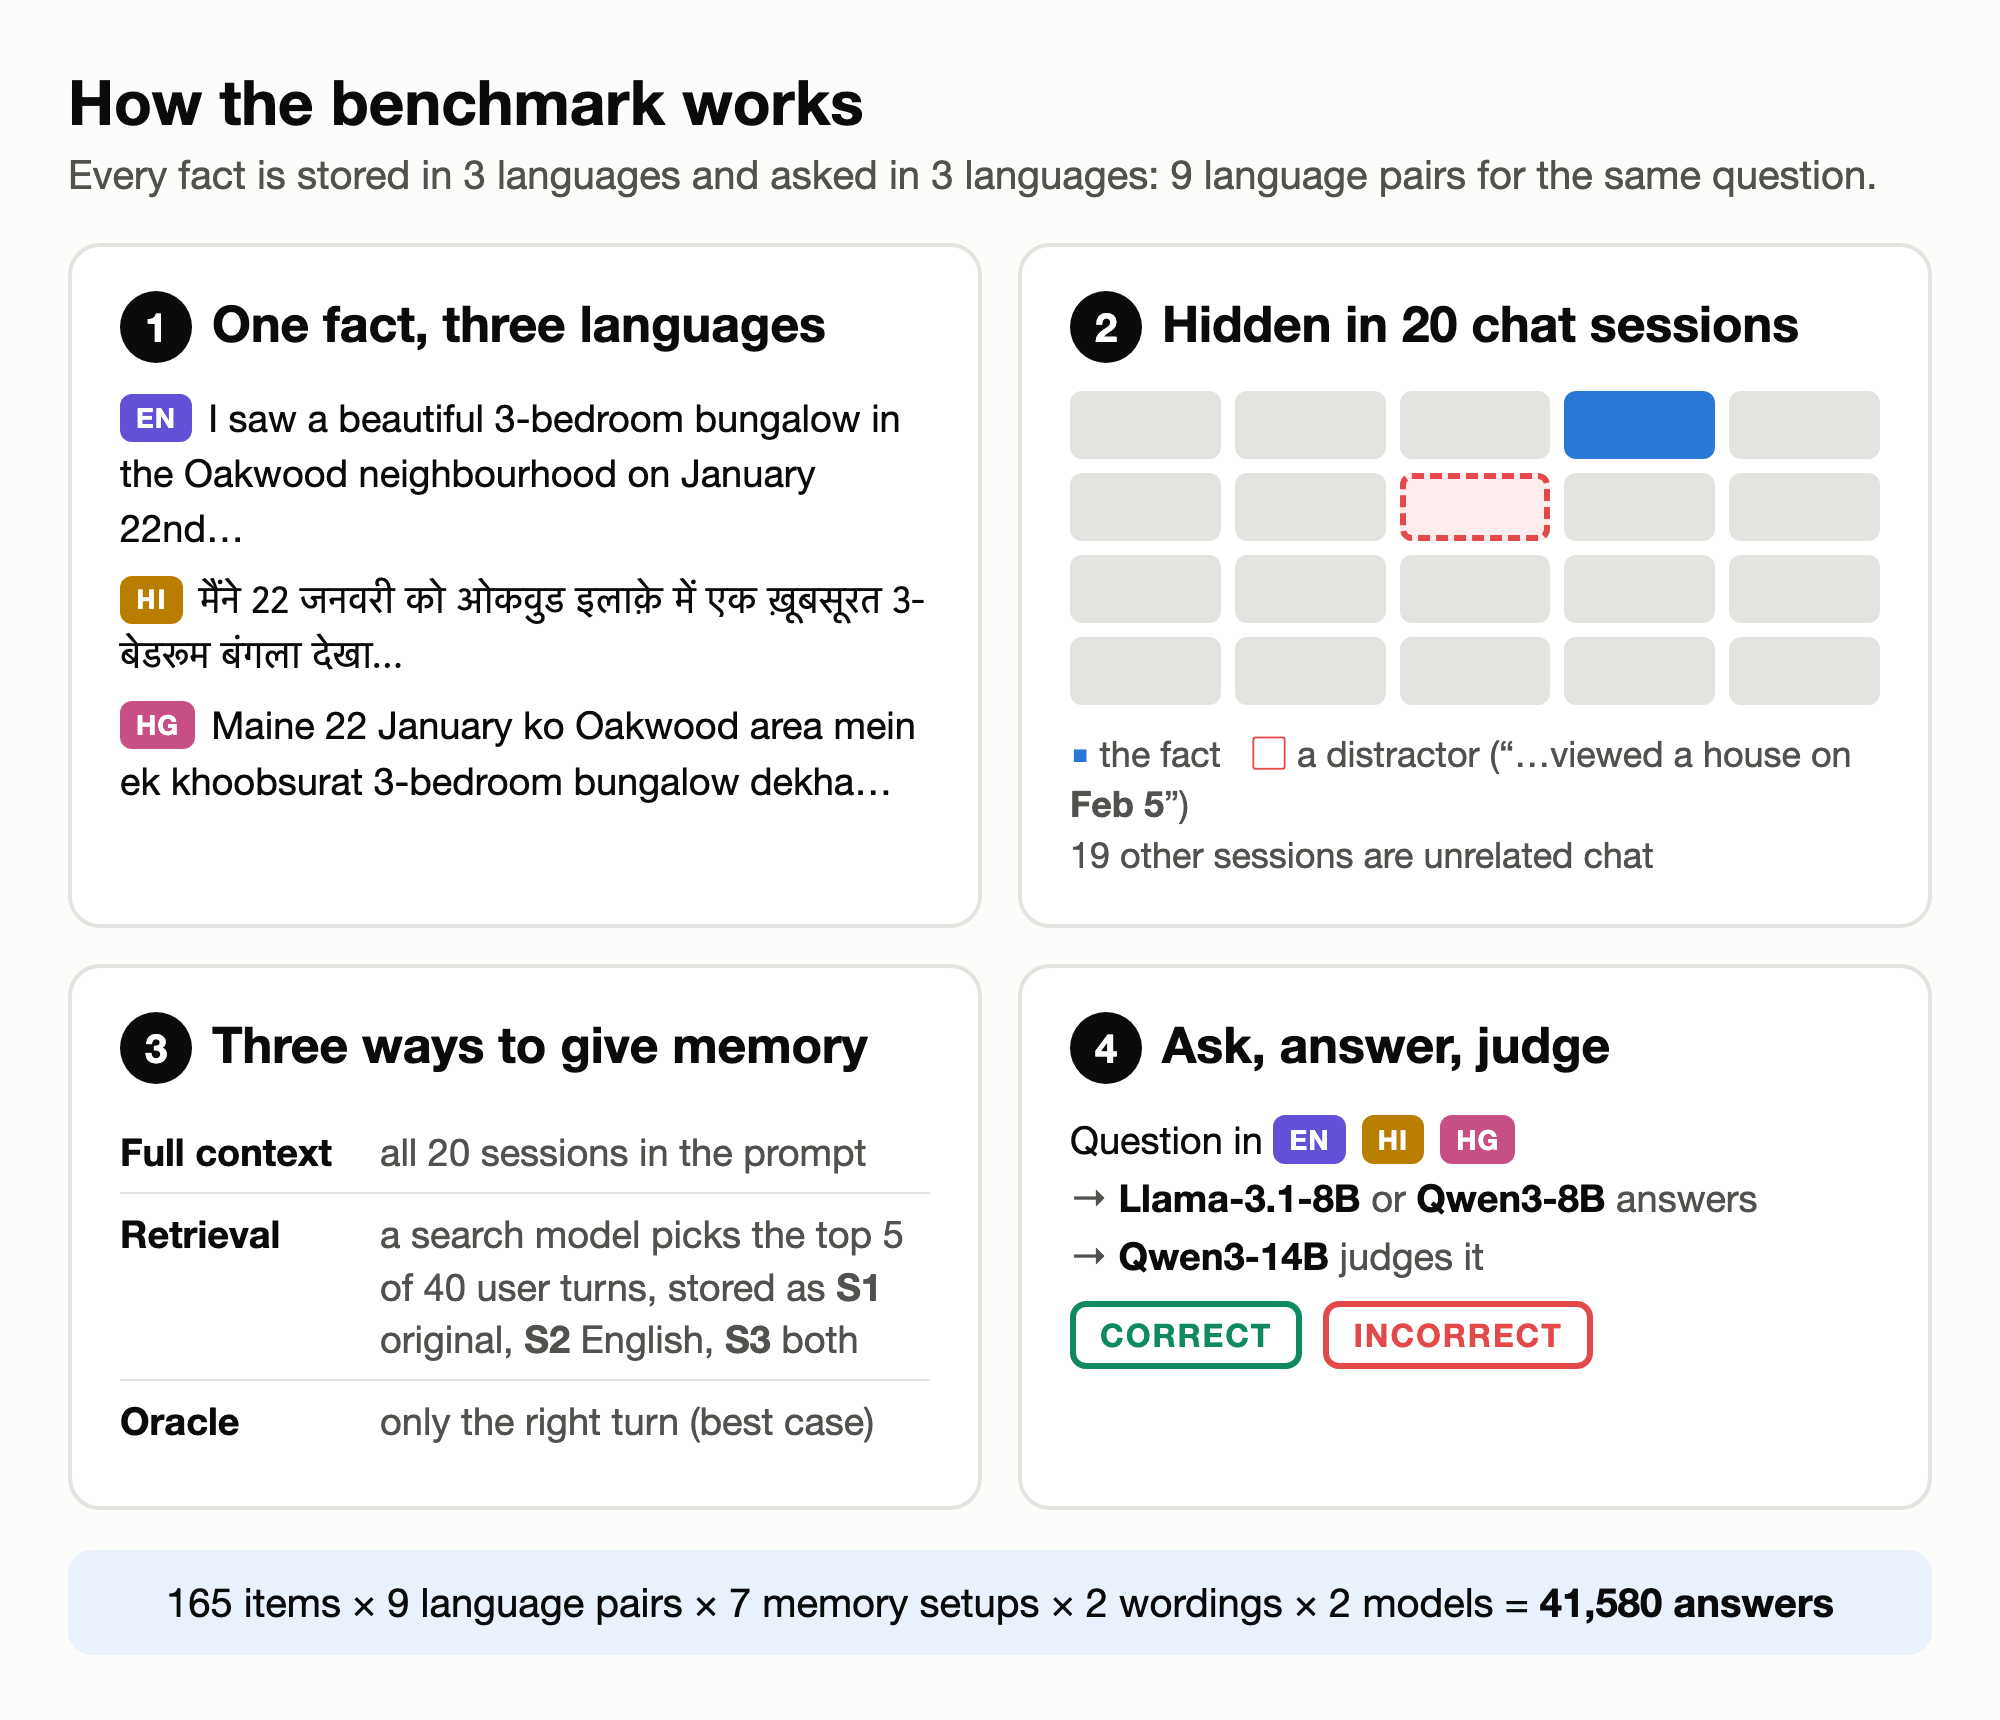 How the benchmark works
Every fact is stored in 3 languages and asked in 3 languages: 9 language pairs for the same question.
1 One fact, three languages
EN I saw a beautiful 3-bedroom bungalow in
the Oakwood neighbourhood on January
22nd…
HI मैंने 22 जनवरी को ओकवुड इलाक़े में एक ख़ूबसूरत 3-
बेडरूम बंगला देखा…
HG Maine 22 January ko Oakwood area mein
ek khoobsurat 3-bedroom bungalow dekha…
2 Hidden in 20 chat sessions
the fact a distractor (“…viewed a house on
Feb 5”)
19 other sessions are unrelated chat
3 Three ways to give memory
Full context all 20 sessions in the prompt
Retrieval a search model picks the top 5
of 40 user turns, stored as S1
original, S2 English, S3 both
Oracle only the right turn (best case)
4 Ask, answer, judge
Question in EN HI HG
→ Llama-3.1-8B or Qwen3-8B answers
→ Qwen3-14B judges it
CORRECT INCORRECT
165 items × 9 language pairs × 7 memory setups × 2 wordings × 2 models = 41,580 answers